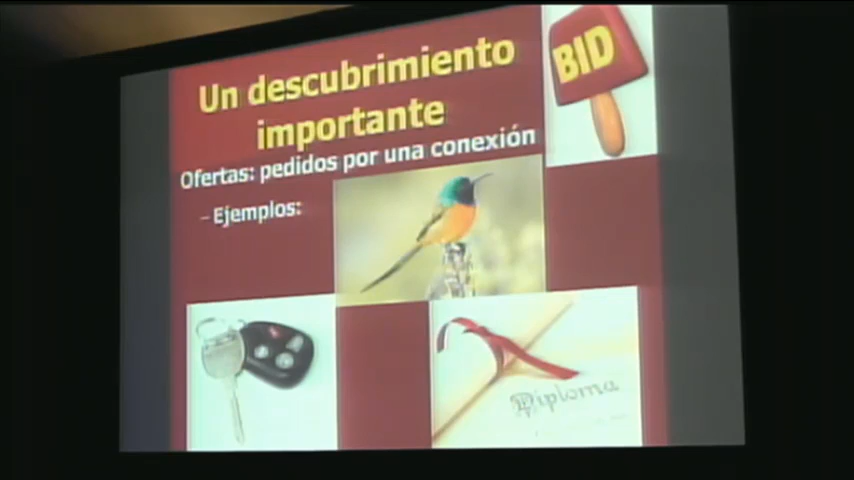 Un descubrimiento
importante
BID
Ofertas: pedidos por una conexión
– Ejemplos:
Diploma